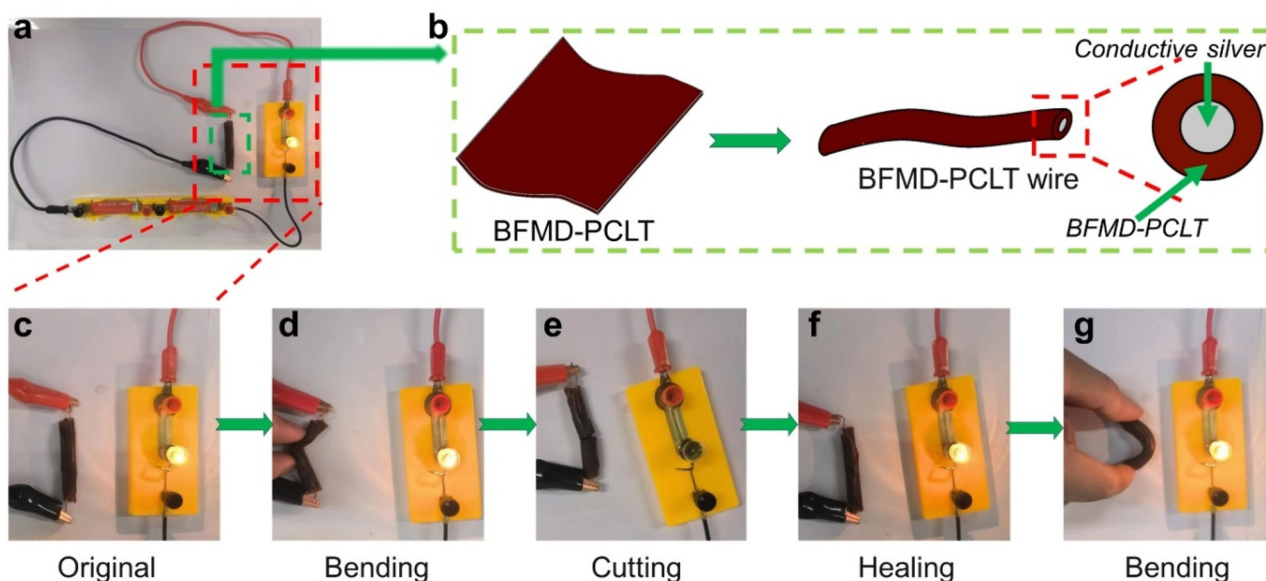 a
b
Conductive silver
BFMD-PCLT
BFMD-PCLT wire
BFMD-PCLT
c
d
e
f
g
Original
Bending
Cutting
Healing
Bending